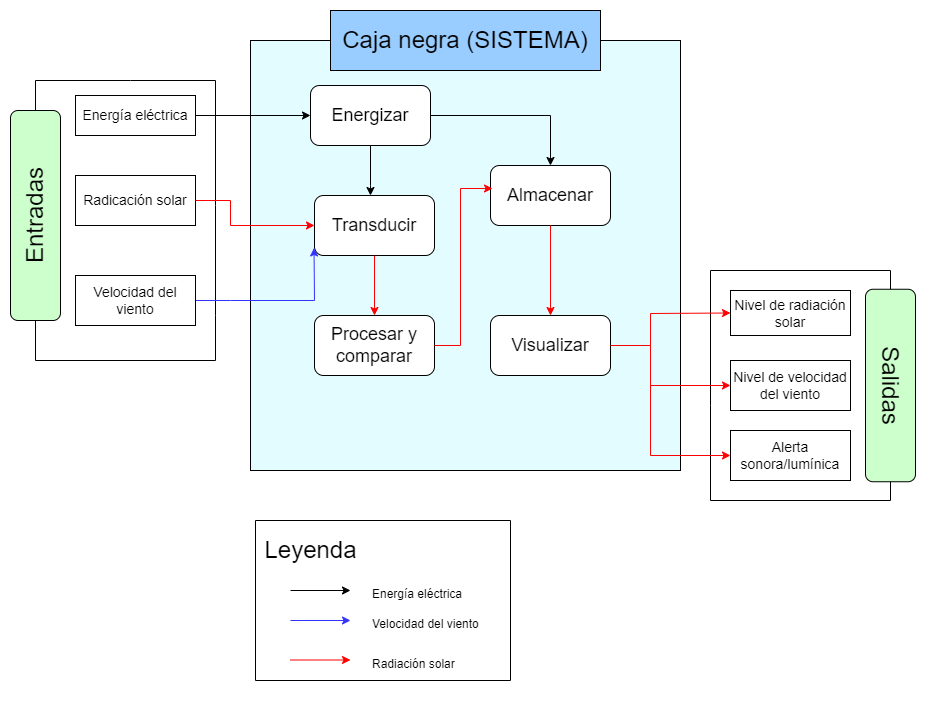 Caja negra (SISTEMA)
Entradas
Energía eléctrica
Radicación solar
Velocidad del
viento
Energizar
Transducir
Procesar y
comparar
Almacenar
Visualizar
Nivel de radiación
solar
Nivel de velocidad
del viento
Alerta
sonora/lumínica
Salidas
Leyenda
Energía eléctrica
Velocidad del viento
Radiación solar